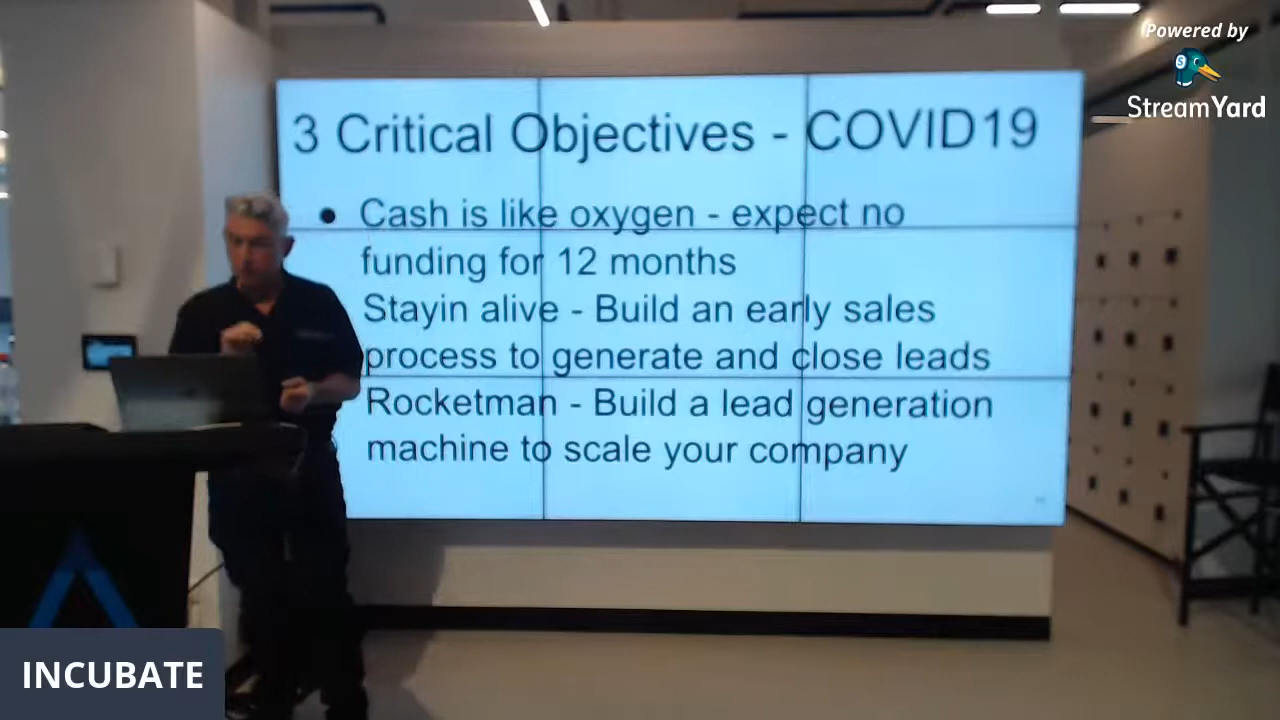 Powered by
StreamYard
3 Critical Objectives - COVID19
● Cash is like oxygen - expect no
funding for 12 months
Stayin alive - Build an early sales
process to generate and close leads
Rocketman - Build a lead generation
machine to scale your company
INCUBATE